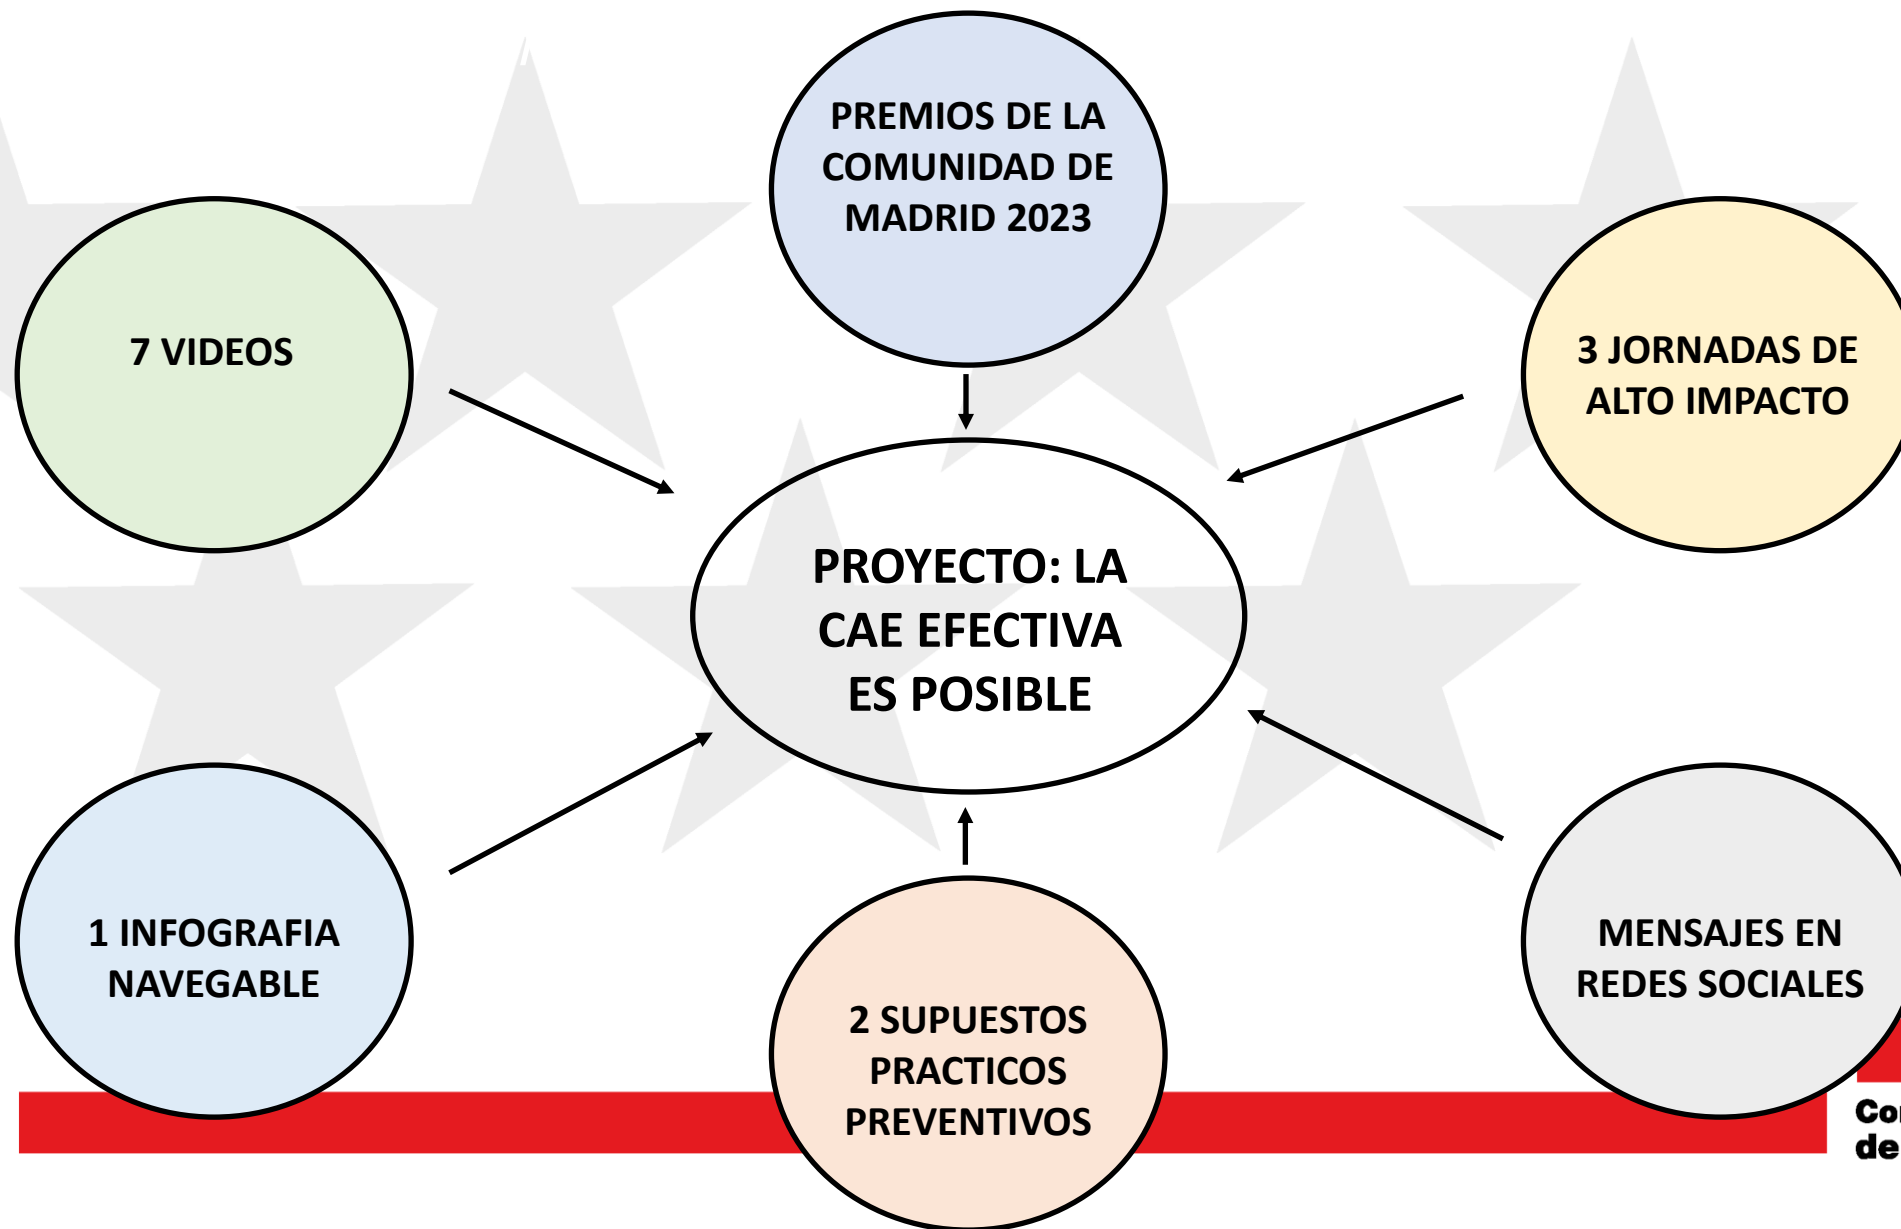 PREMIOS DE LA
COMUNIDAD DE
MADRID 2023
7 VIDEOS
3 JORNADAS DE
ALTO IMPACTO
PROYECTO: LA
CAE EFECTIVA
ES POSIBLE
1 INFOGRAFIA
NAVEGABLE
MENSAJES EN
REDES SOCIALES
2 SUPUESTOS
PRACTICOS
PREVENTIVOS
de